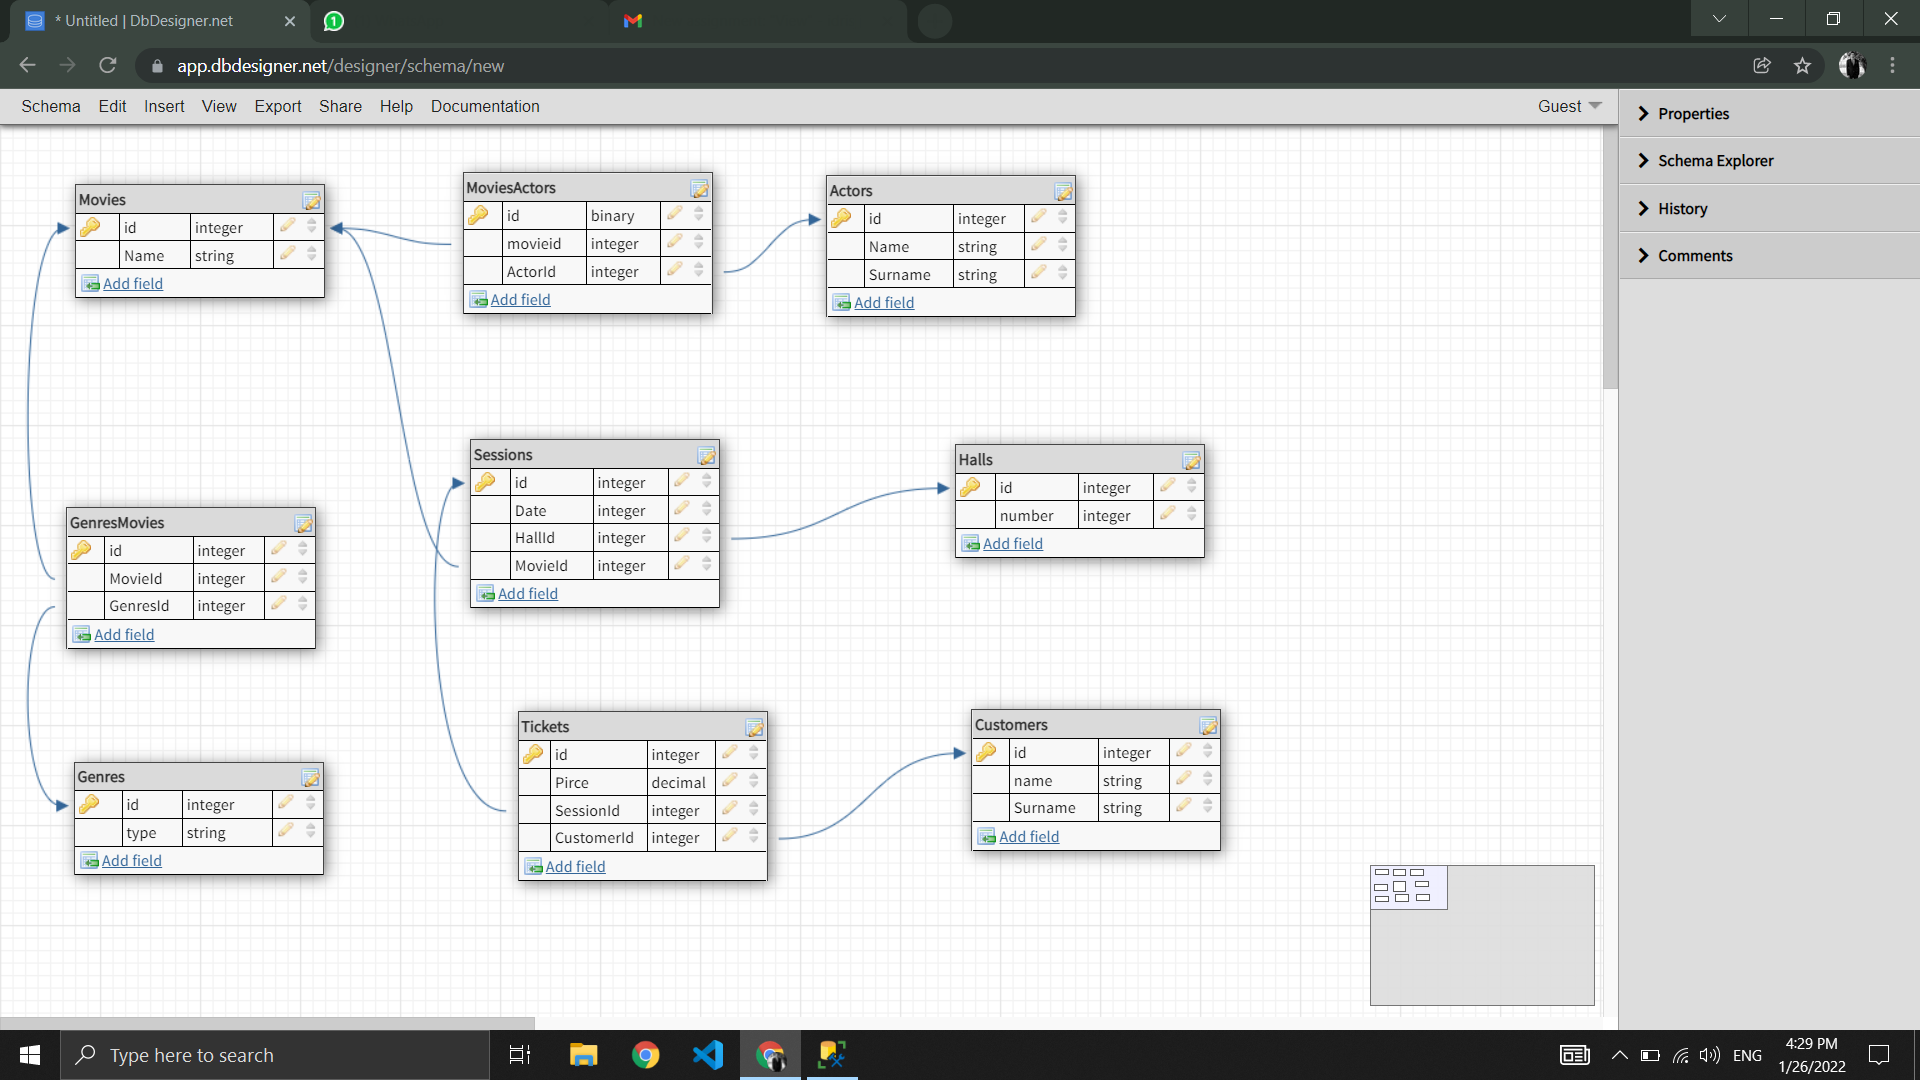 * Untitled | DbDesigner.net
1
app.dbdesigner.net/designer/schema/new
Schema Edit Insert View Export Share Help Documentation
Guest
Properties
Schema Explorer
History
Comments
Movies
id integer
Name string
Add field
MoviesActors
id binary
movieid integer
ActorId integer
Add field
Actors
id integer
Name string
Surname string
Add field
Sessions
id integer
Date integer
HallId integer
MovieId integer
Add field
Halls
id integer
number integer
Add field
GenresMovies
id integer
MovieId integer
GenresId integer
Add field
Tickets
id integer
Pirce decimal
SessionId integer
CustomerId integer
Add field
Customers
id integer
name string
Surname string
Add field
Genres
id integer
type string
Add field
Type here to search
ENG
4:29 PM
1/26/2022